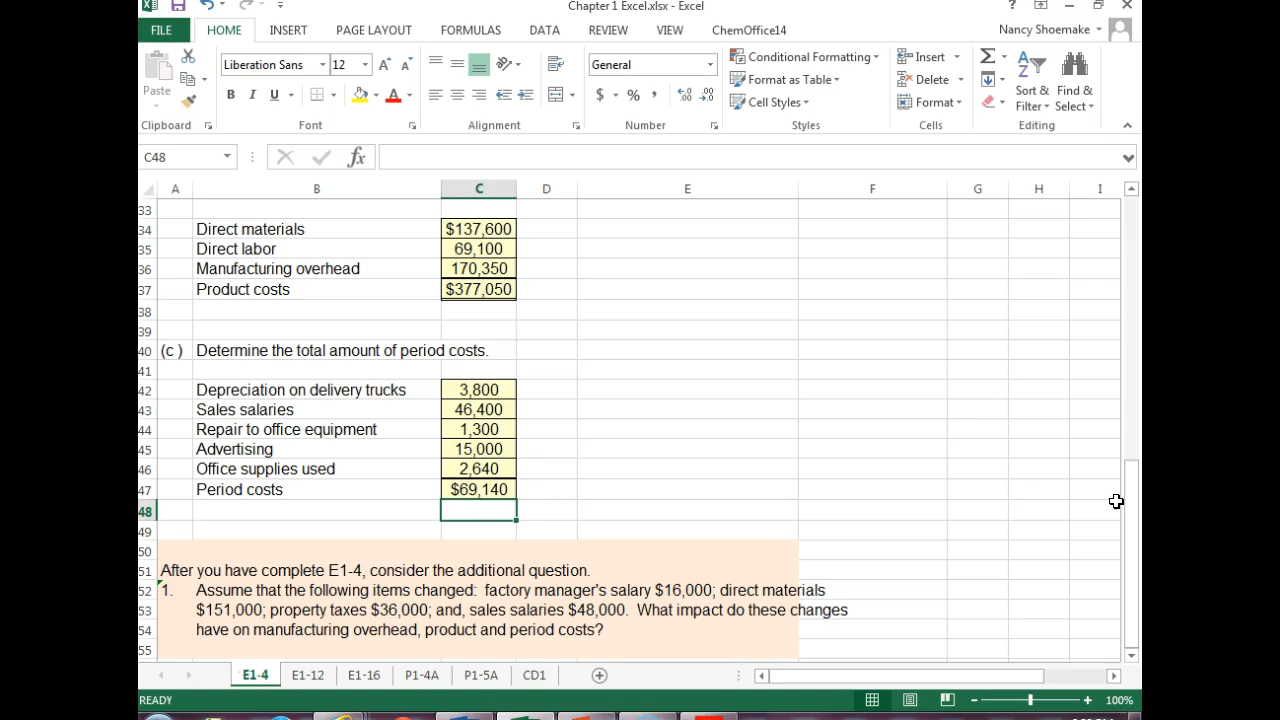 Chapter 1 Excel.xlsx - Excel
FILE HOME INSERT PAGE LAYOUT FORMULAS DATA REVIEW VIEW ChemOffice14 Nancy Shoemake
Paste Liberation Sans 12 A A General Conditional Formatting Insert Σ
B I U A $ % , Format as Table Delete Sort & Find &
Cell Styles Format Filter Select
Clipboard Font Alignment Number Styles Cells Editing
C48 fx
A B C D E F G H I
33
34 Direct materials $137,600
35 Direct labor 69,100
36 Manufacturing overhead 170,350
37 Product costs $377,050
38
39
40 (c ) Determine the total amount of period costs.
41
42 Depreciation on delivery trucks 3,800
43 Sales salaries 46,400
44 Repair to office equipment 1,300
45 Advertising 15,000
46 Office supplies used 2,640
47 Period costs $69,140
48
49
50
51 After you have complete E1-4, consider the additional question.
52 1. Assume that the following items changed: factory manager's salary $16,000; direct materials
53 $151,000; property taxes $36,000; and, sales salaries $48,000. What impact do these changes
54 have on manufacturing overhead, product and period costs?
55
E1-4 E1-12 E1-16 P1-4A P1-5A CD1
READY 100%